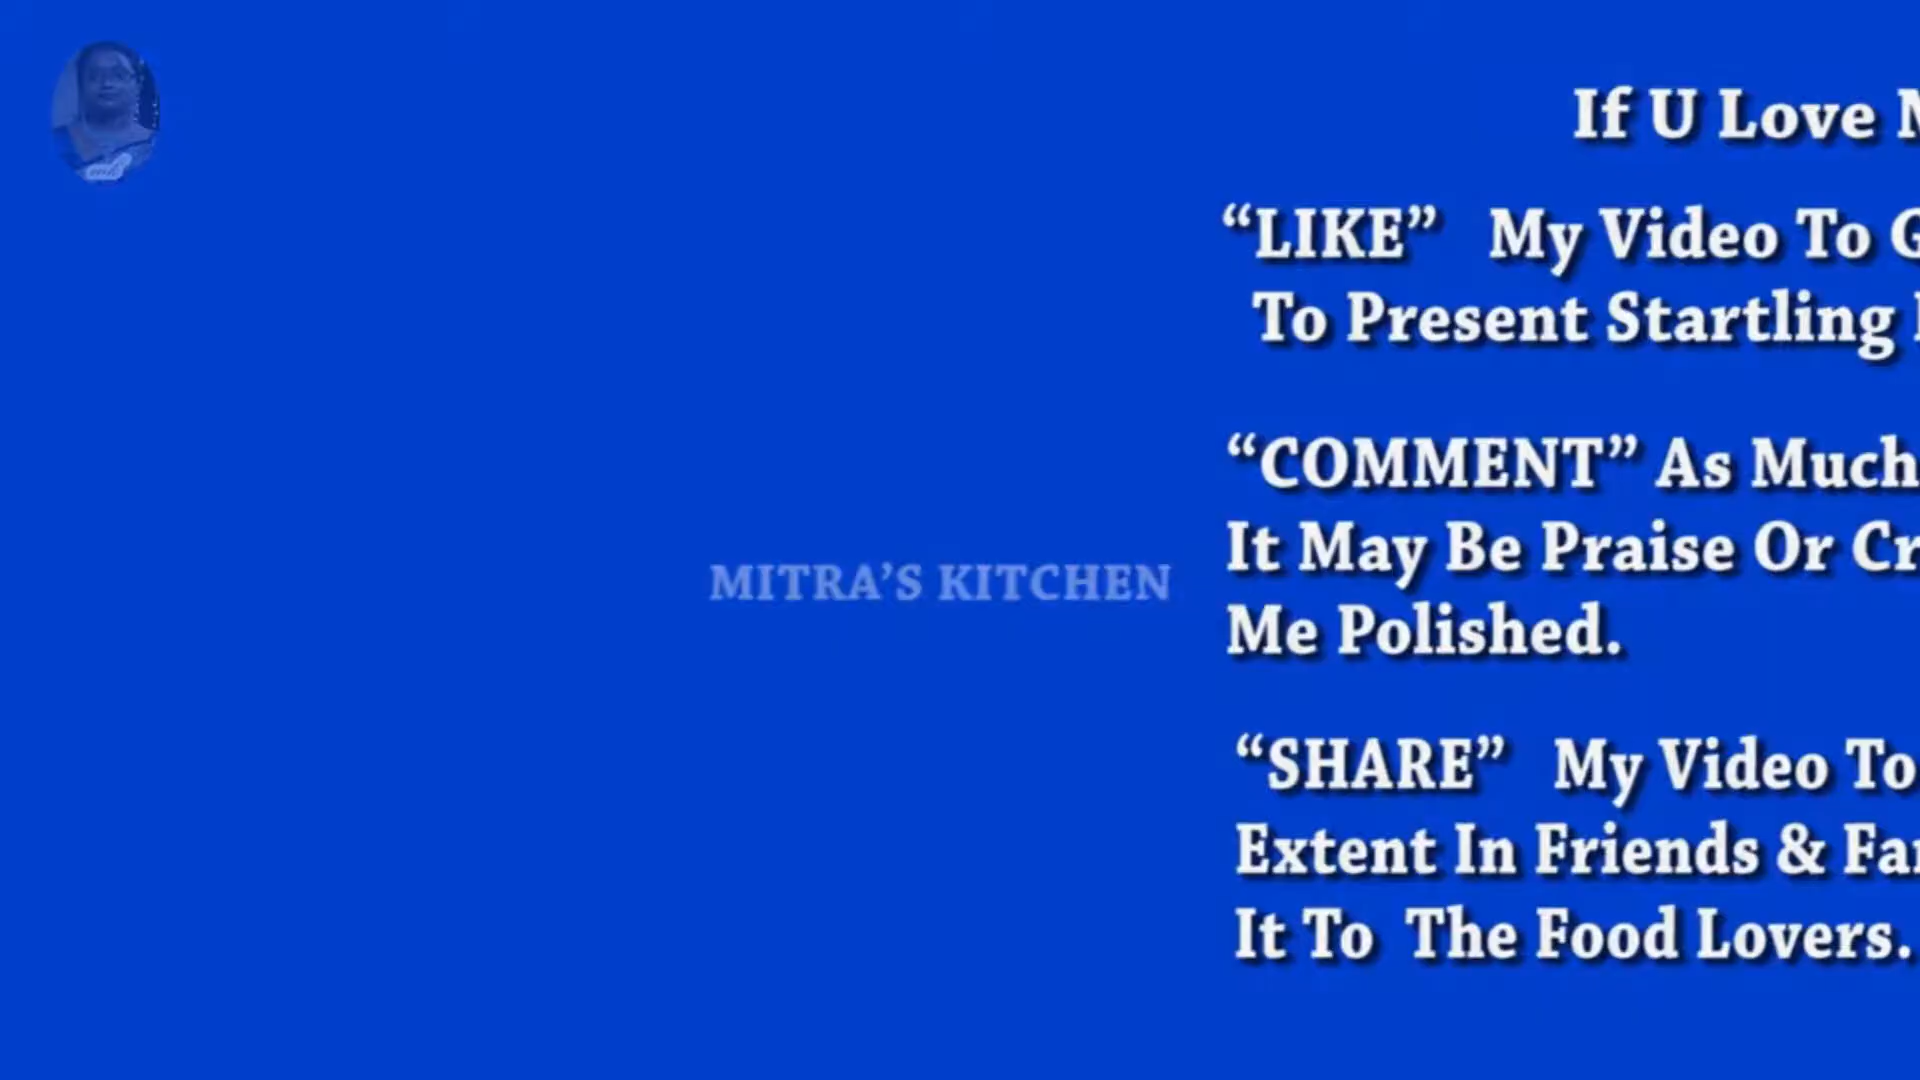 If U Love
“LIKE” My Video To
To Present Startling
“COMMENT” As Much
It May Be Praise Or
Me Polished.
MITRA’S KITCHEN
“SHARE” My Video To
Extent In Friends &
It To The Food Lovers.